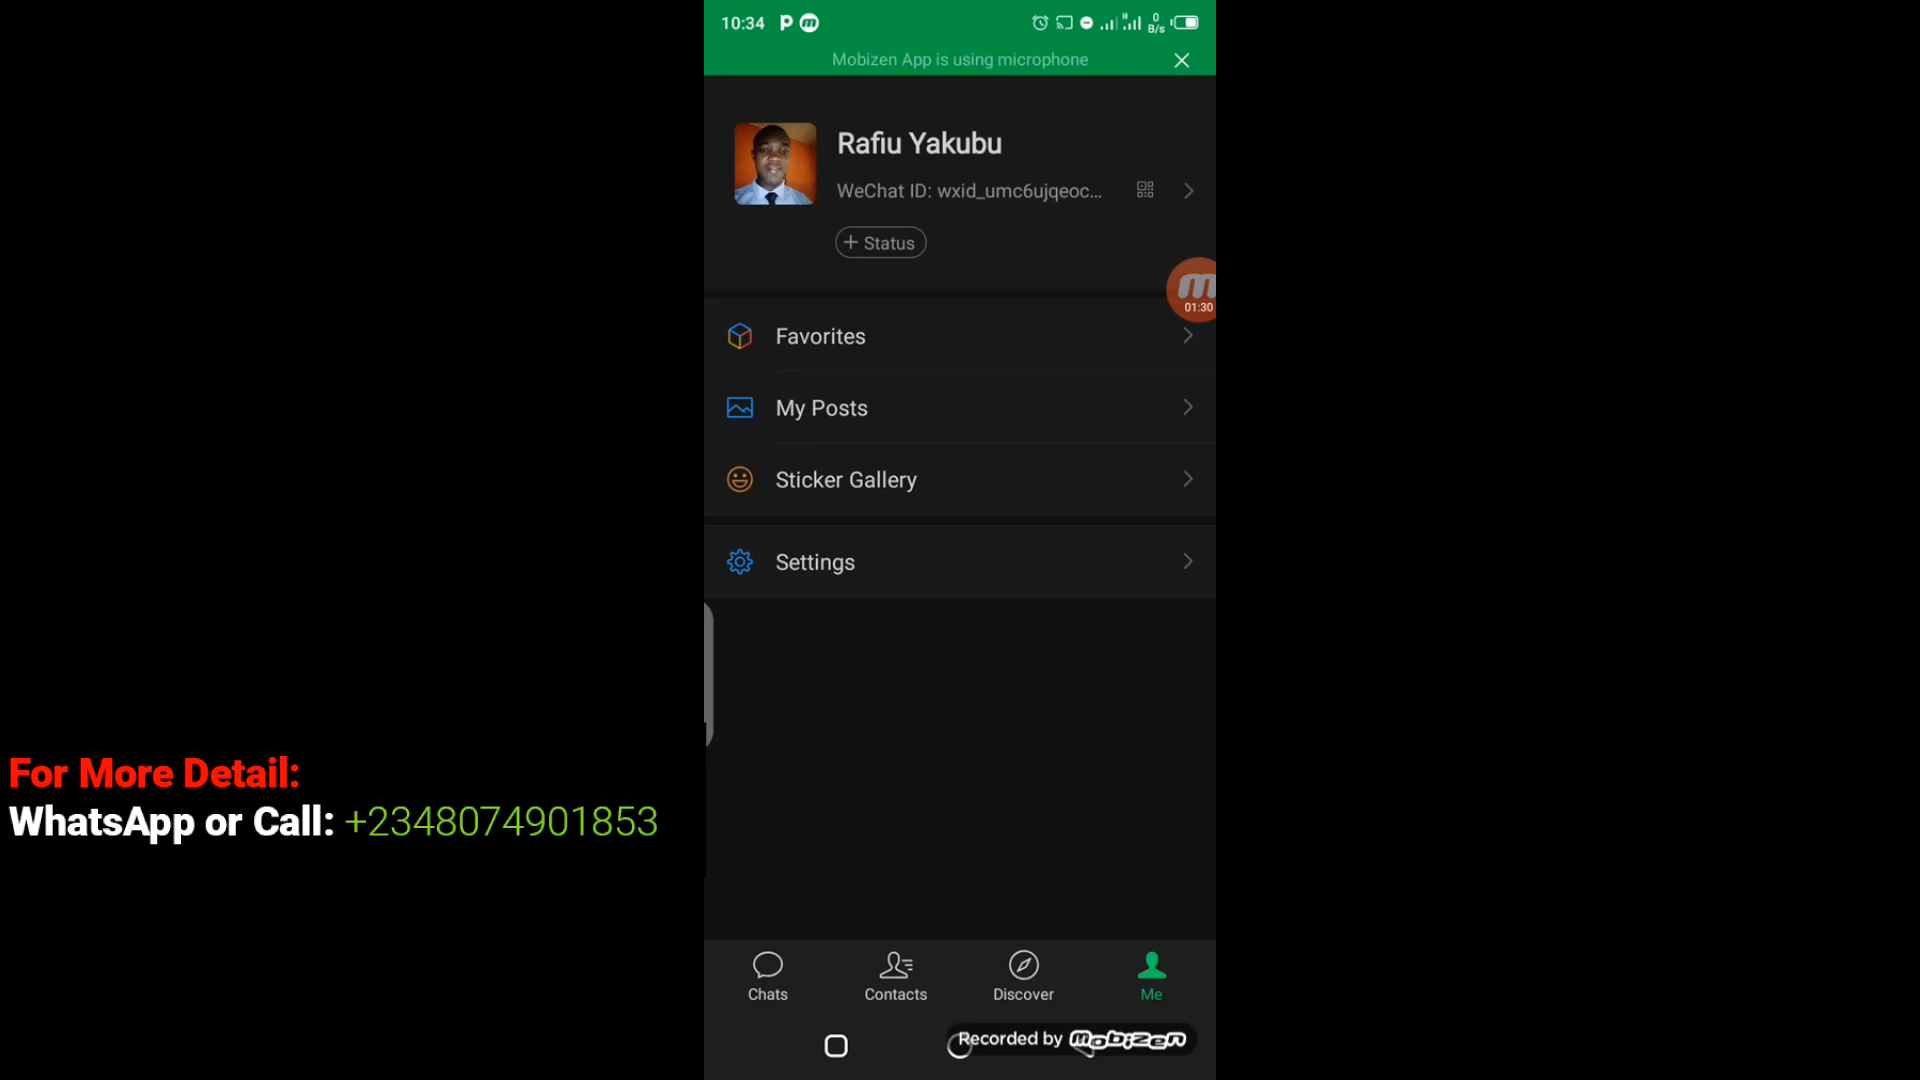 10:34
0
B/s
Mobizen App is using microphone
Rafiu Yakubu
WeChat ID: wxid_umc6ujqeoc...
+ Status
m
01:30
Favorites
My Posts
Sticker Gallery
Settings
For More Detail:
WhatsApp or Call: +2348074901853
Chats
Contacts
Discover
Me
Recorded by mobizen